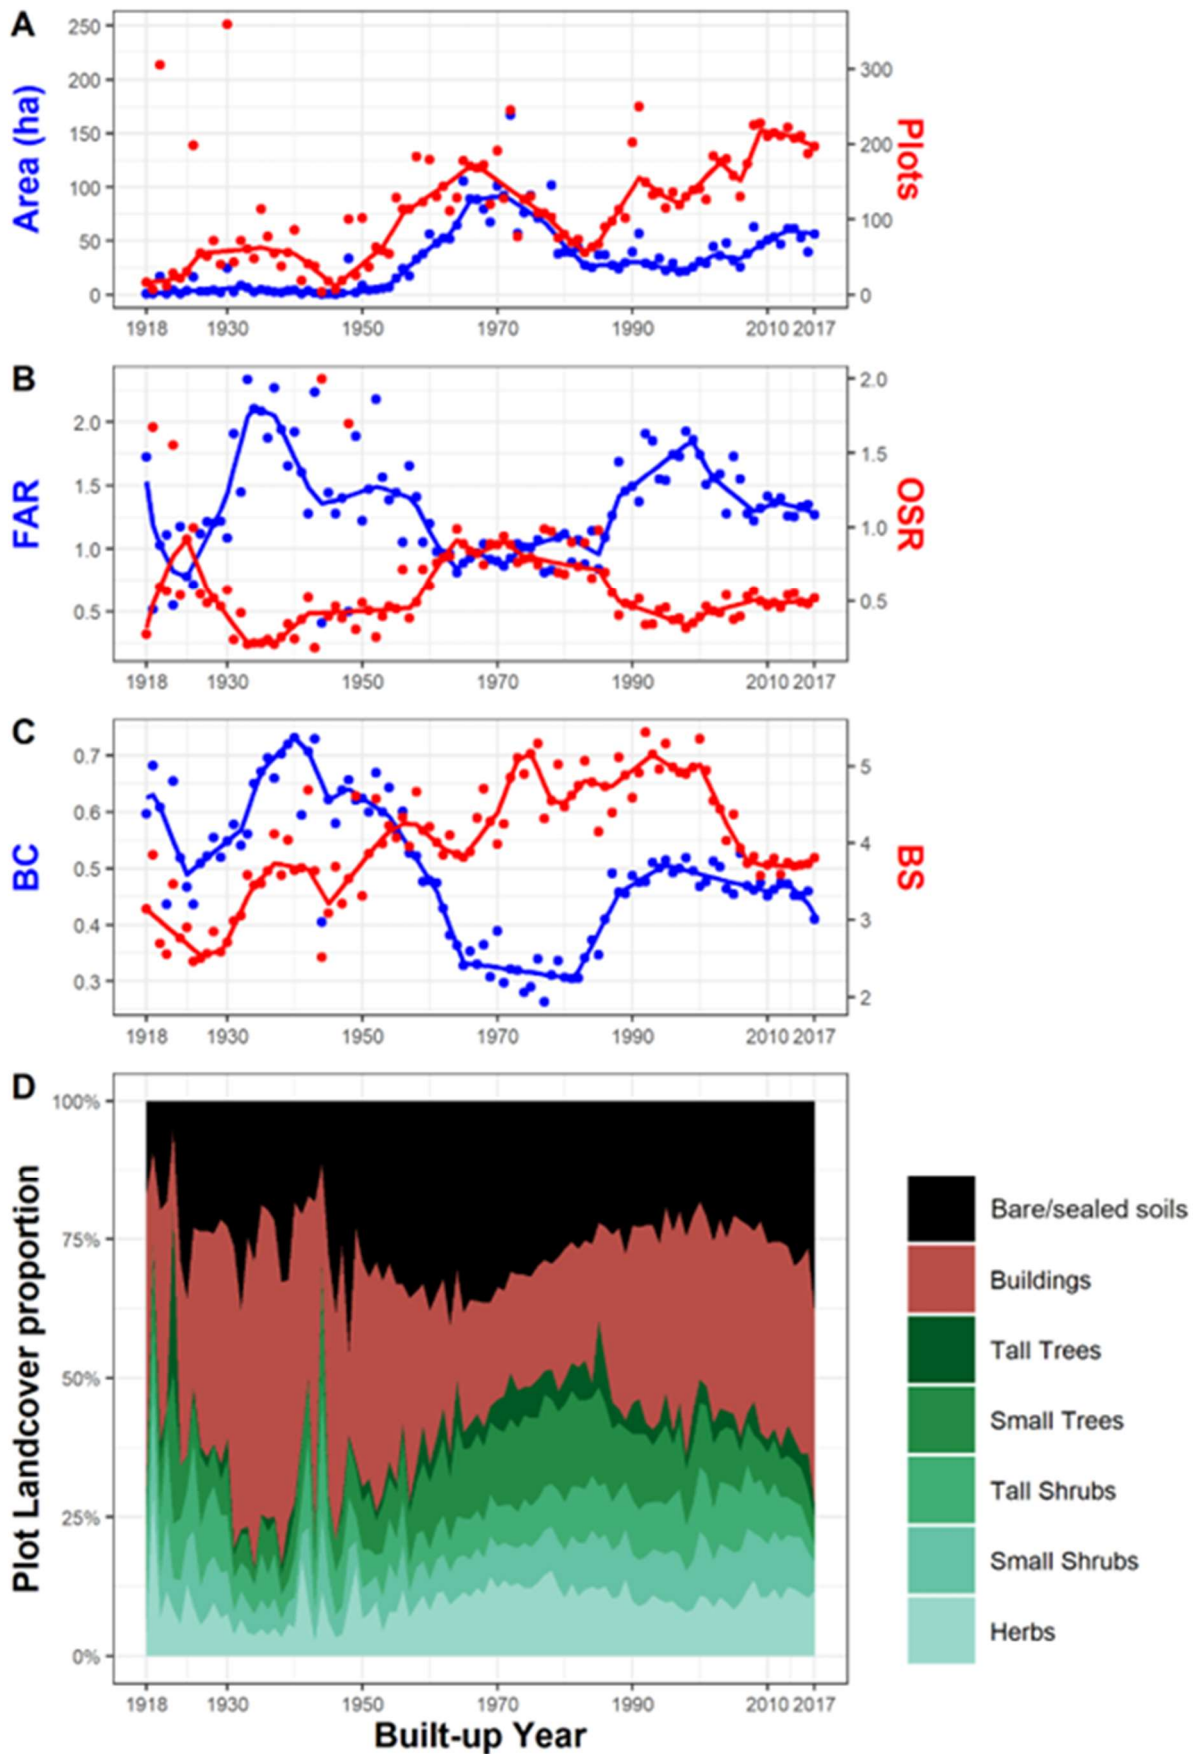 A
Area (ha)
250
200
150
100
50
0
300
200
100
0
Plots
1918 1930 1950 1970 1990 2010 2017
B
FAR
2.0
1.5
1.0
0.5
2.0
1.5
1.0
0.5
OSR
1918 1930 1950 1970 1990 2010 2017
C
BC
0.7
0.6
0.5
0.4
0.3
5
4
3
2
BS
1918 1930 1950 1970 1990 2010 2017
D
Plot Landcover proportion
100%
75%
50%
25%
0%
1918 1930 1950 1970 1990 2010 2017
Built-up Year
Bare/sealed soils
Buildings
Tall Trees
Small Trees
Tall Shrubs
Small Shrubs
Herbs